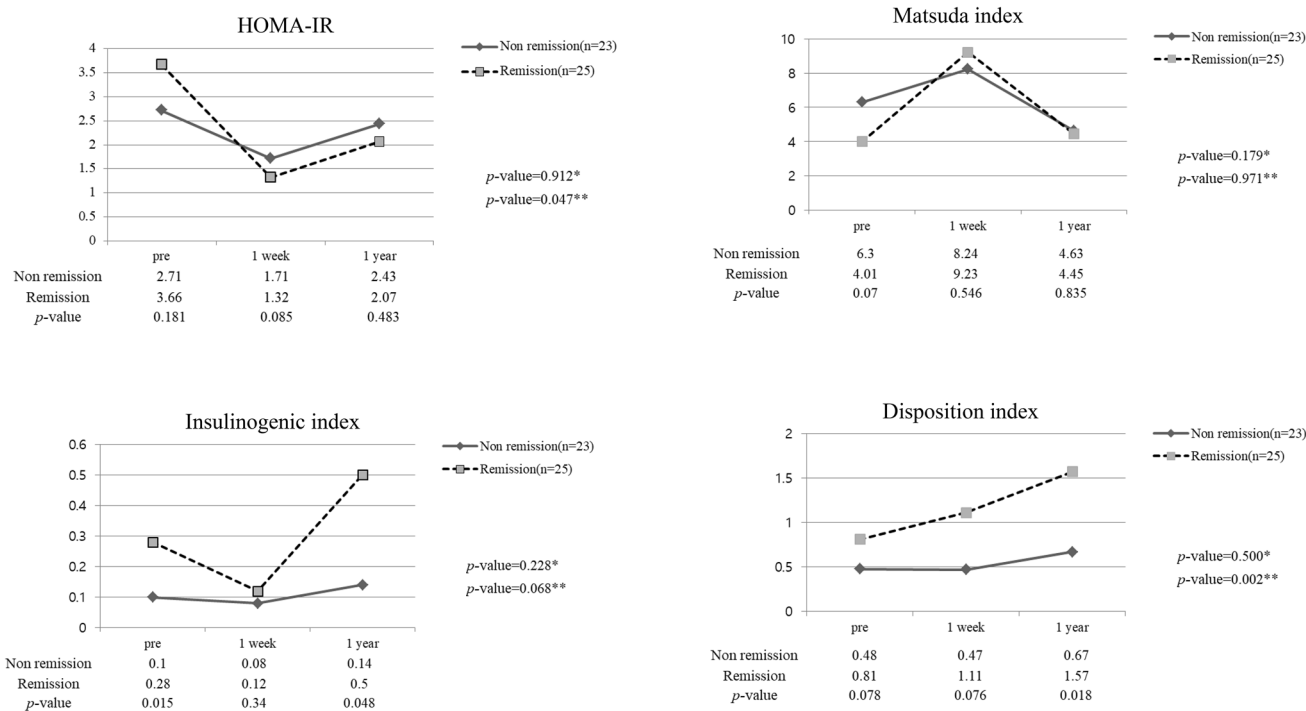 HOMA-IR
4
3.5
3
2.5
2
1.5
1
0.5
0
Non remission(n=23)
Remission(n=25)
p-value=0.912*
p-value=0.047**
pre 1 week 1 year
Non remission 2.71 1.71 2.43
Remission 3.66 1.32 2.07
p-value 0.181 0.085 0.483
Matsuda index
10
8
6
4
2
0
Non remission(n=23)
Remission(n=25)
p-value=0.179*
p-value=0.971**
pre 1 week 1 year
Non remission 6.3 8.24 4.63
Remission 4.01 9.23 4.45
p-value 0.07 0.546 0.835
Insulinogenic index
0.6
0.5
0.4
0.3
0.2
0.1
0
Non remission(n=23)
Remission(n=25)
p-value=0.228*
p-value=0.068**
pre 1 week 1 year
Non remission 0.1 0.08 0.14
Remission 0.28 0.12 0.5
p-value 0.015 0.34 0.048
Disposition index
2
1.5
1
0.5
0
Non remission(n=23)
Remission(n=25)
p-value=0.500*
p-value=0.002**
pre 1 week 1 year
Non remission 0.48 0.47 0.67
Remission 0.81 1.11 1.57
p-value 0.078 0.076 0.018